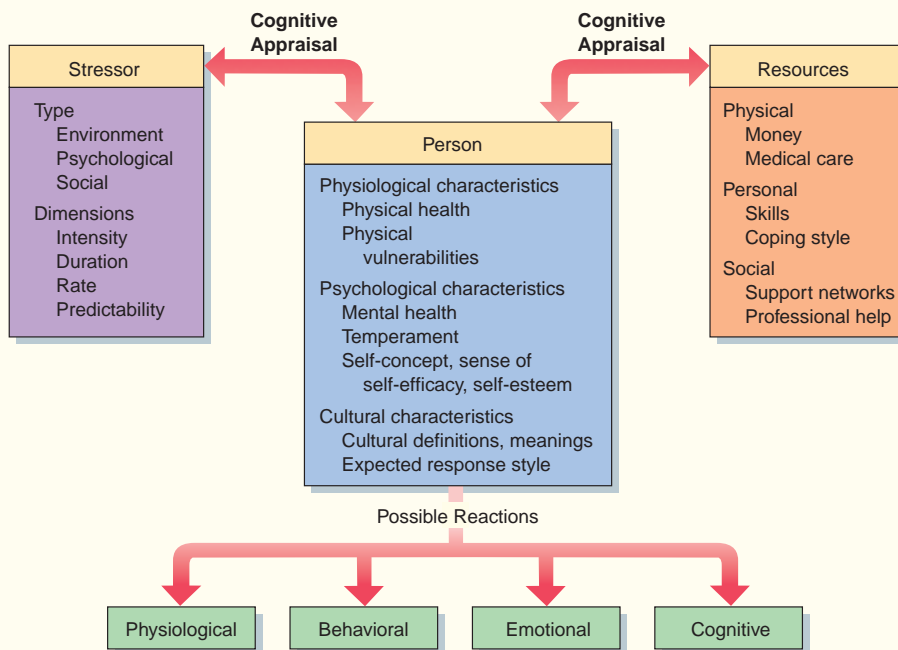 Cognitive
Appraisal
Cognitive
Appraisal
Stressor
Type
Environment
Psychological
Social
Dimensions
Intensity
Duration
Rate
Predictability
Person
Physiological characteristics
Physical health
Physical
vulnerabilities
Psychological characteristics
Mental health
Temperament
Self-concept, sense of
self-efficacy, self-esteem
Cultural characteristics
Cultural definitions, meanings
Expected response style
Resources
Physical
Money
Medical care
Personal
Skills
Coping style
Social
Support networks
Professional help
Possible Reactions
Physiological
Behavioral
Emotional
Cognitive